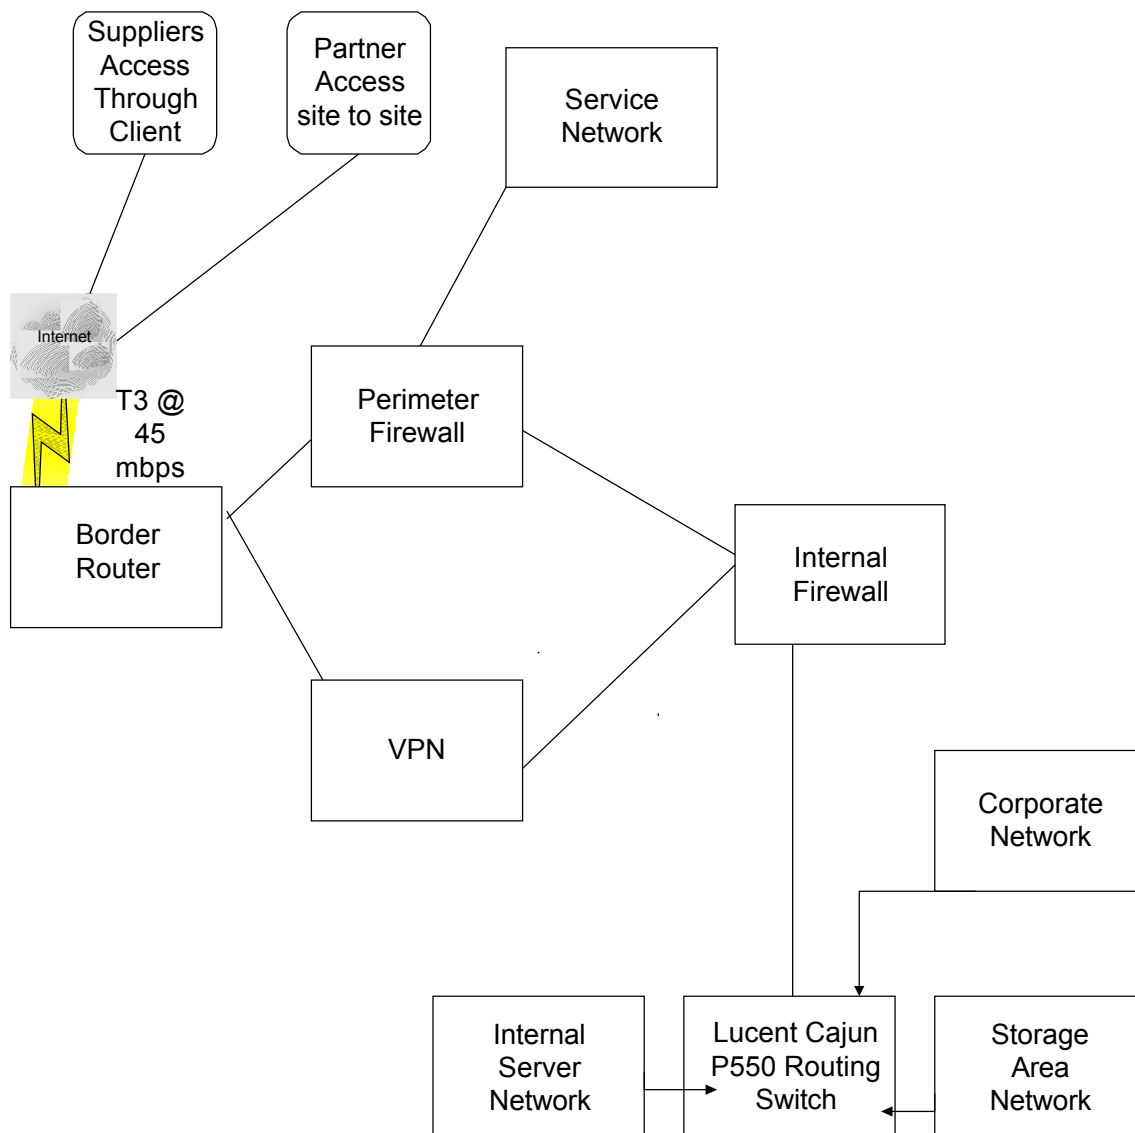 Suppliers
Access
Through
Client
Partner
Access
site to site
Service
Network
Internet
T3 @
45
mbps
Perimeter
Firewall
Border
Router
Internal
Firewall
VPN
Corporate
Network
Internal
Server
Network
Lucent Cajun
P550 Routing
Switch
Storage
Area
Network